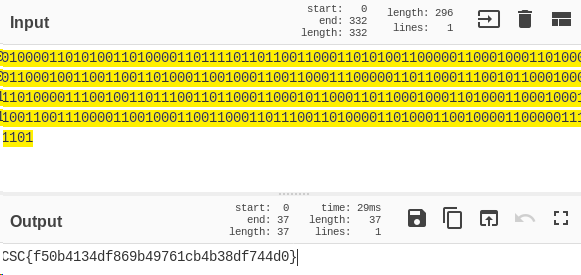 Input
start: 0
end: 332
length: 332
length: 296
lines: 1
0100001101010011010000110111101101100110001101010011000001100010001101000
0110001001100110011010001100100011001100011100000110110001110010110001000
1101000011100100110111001101100011000101100011011000100011010001100010001
1001100111000011001000110011000110111001101000011010001100100001100000111
1101
Output
start: 0
end: 37
length: 37
time: 29ms
length: 37
lines: 1
CSC{f50b4134df869b49761cb4b38df744d0}